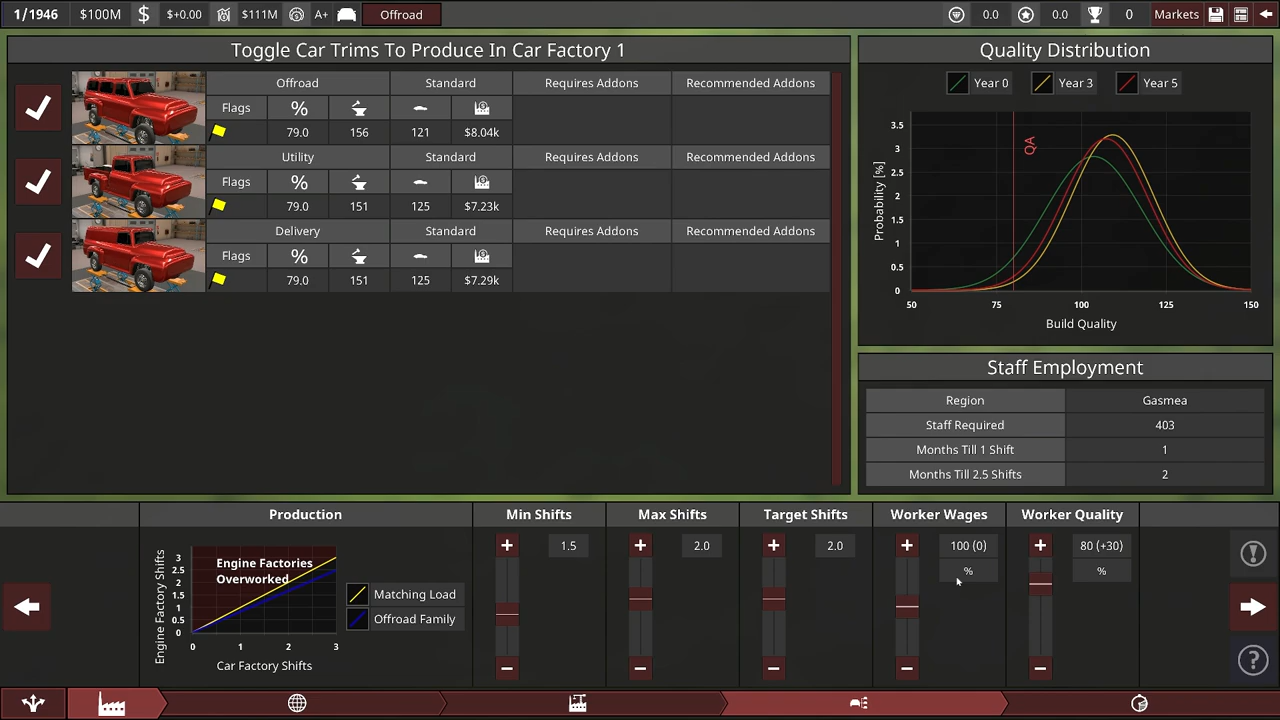 1/1946 $100M $+0.00 $111M A+ Offroad 0.0 0.0 0 Markets
Toggle Car Trims To Produce In Car Factory 1
Offroad Standard Requires Addons Recommended Addons
Flags %
79.0 156 121 $8.04k
Utility Standard Requires Addons Recommended Addons
Flags %
79.0 151 125 $7.23k
Delivery Standard Requires Addons Recommended Addons
Flags %
79.0 151 125 $7.29k
Quality Distribution
Year 0 Year 3 Year 5
3.5
3
2.5
2
1.5
1
0.5
0
Probability [%]
QA
50 75 100 125 150
Build Quality
Staff Employment
Region Gasmea
Staff Required 403
Months Till 1 Shift 1
Months Till 2.5 Shifts 2
Production
Engine Factory Shifts
3
2.5
2
1.5
1
0.5
0
Engine Factories
Overworked
0 1 2 3
Car Factory Shifts
Matching Load
Offroad Family
Min Shifts
1.5
Max Shifts
2.0
Target Shifts
2.0
Worker Wages
100 (0)
%
Worker Quality
80 (+30)
%